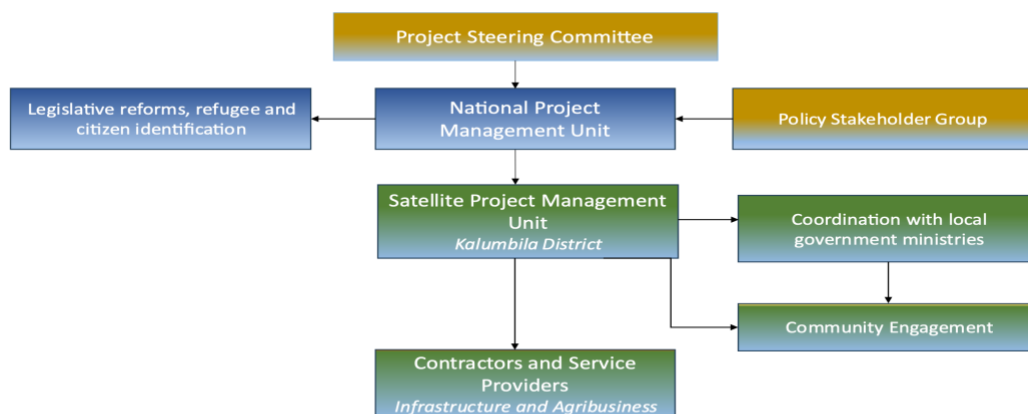 Project Steering Committee
Legislative reforms, refugee and
citizen identification
National Project
Management Unit
Policy Stakeholder Group
Satellite Project Management
Unit
Kalumbila District
Coordination with local
government ministries
Community Engagement
Contractors and Service
Providers
Infrastructure and Agribusiness